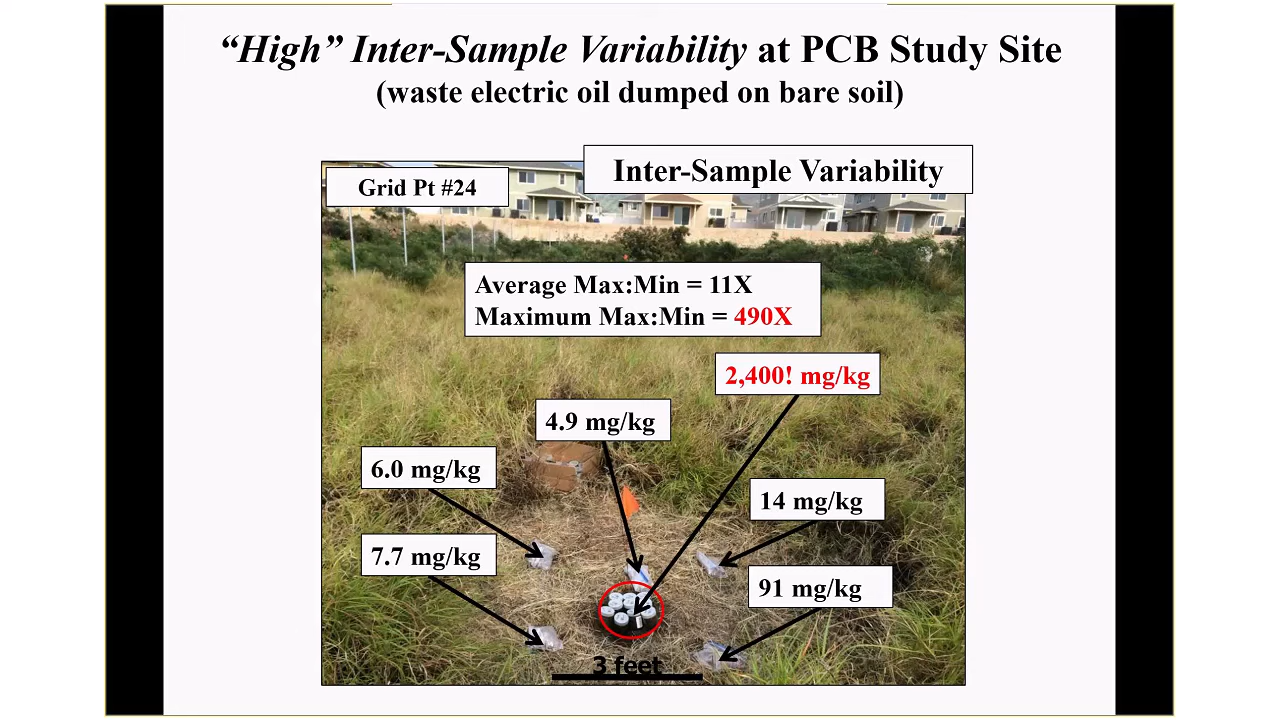 “High” Inter-Sample Variability at PCB Study Site
(waste electric oil dumped on bare soil)
Inter-Sample Variability
Grid Pt #24
Average Max:Min = 11X
Maximum Max:Min = 490X
2,400! mg/kg
4.9 mg/kg
6.0 mg/kg
14 mg/kg
7.7 mg/kg
91 mg/kg
3 feet